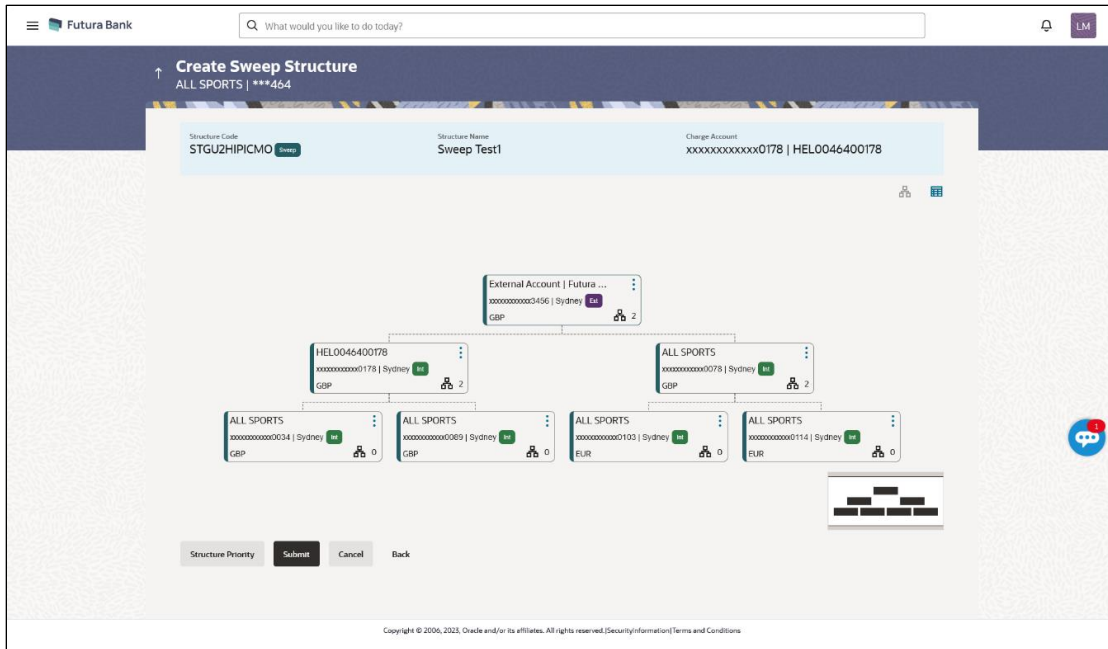 Futura Bank
What would you like to do today?
LM
Create Sweep Structure
ALL SPORTS | ***464
Structure Code
STGU2HIPICMO Sweep
Structure Name
Sweep Test1
Charge Account
xxxxxxxxxxxx0178 | HEL0046400178
External Account | Futura ...
xxxxxxxxxxxx3456 | Sydney Ext
GBP 2
HEL0046400178
xxxxxxxxxxxx0178 | Sydney Int
GBP 2
ALL SPORTS
xxxxxxxxxxxx0078 | Sydney Int
GBP 2
ALL SPORTS
xxxxxxxxxxxx0034 | Sydney Int
GBP 0
ALL SPORTS
xxxxxxxxxxxx0089 | Sydney Int
GBP 0
ALL SPORTS
xxxxxxxxxxxx0103 | Sydney Int
EUR 0
ALL SPORTS
xxxxxxxxxxxx0114 | Sydney Int
EUR 0
1
Structure Priority
Submit
Cancel
Back
Copyright © 2006, 2023, Oracle and/or its affiliates. All rights reserved.|SecurityInformation|Terms and Conditions